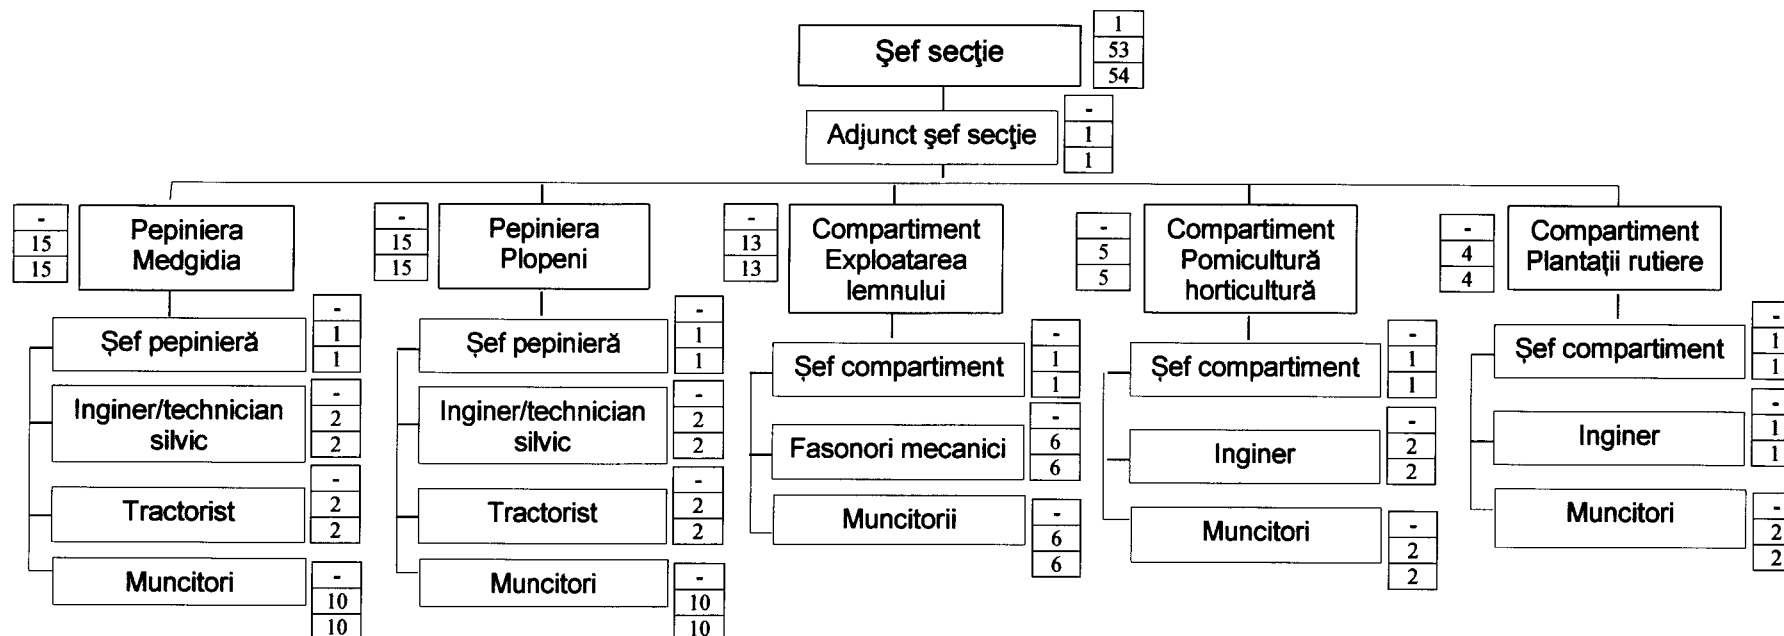 Şef secţie
1
53
54
Adjunct şef secţie
-
1
1
-
15
15
Pepiniera
Medgidia
-
15
15
Pepiniera
Plopeni
-
13
13
Compartiment
Exploatarea
lemnului
-
5
5
Compartiment
Pomicultură
horticultură
-
4
4
Compartiment
Plantaţii rutiere
Şef pepinieră
-
1
1
Inginer/technician
silvic
-
2
2
Tractorist
-
2
2
Muncitori
-
10
10
Şef pepinieră
-
1
1
Inginer/technician
silvic
-
2
2
Tractorist
-
2
2
Muncitori
-
10
10
Şef compartiment
-
1
1
Fasonori mecanici
-
6
6
Muncitorii
-
6
6
Şef compartiment
-
1
1
Inginer
-
2
2
Muncitori
-
2
2
Şef compartiment
-
1
1
Inginer
-
1
1
Muncitori
-
2
2